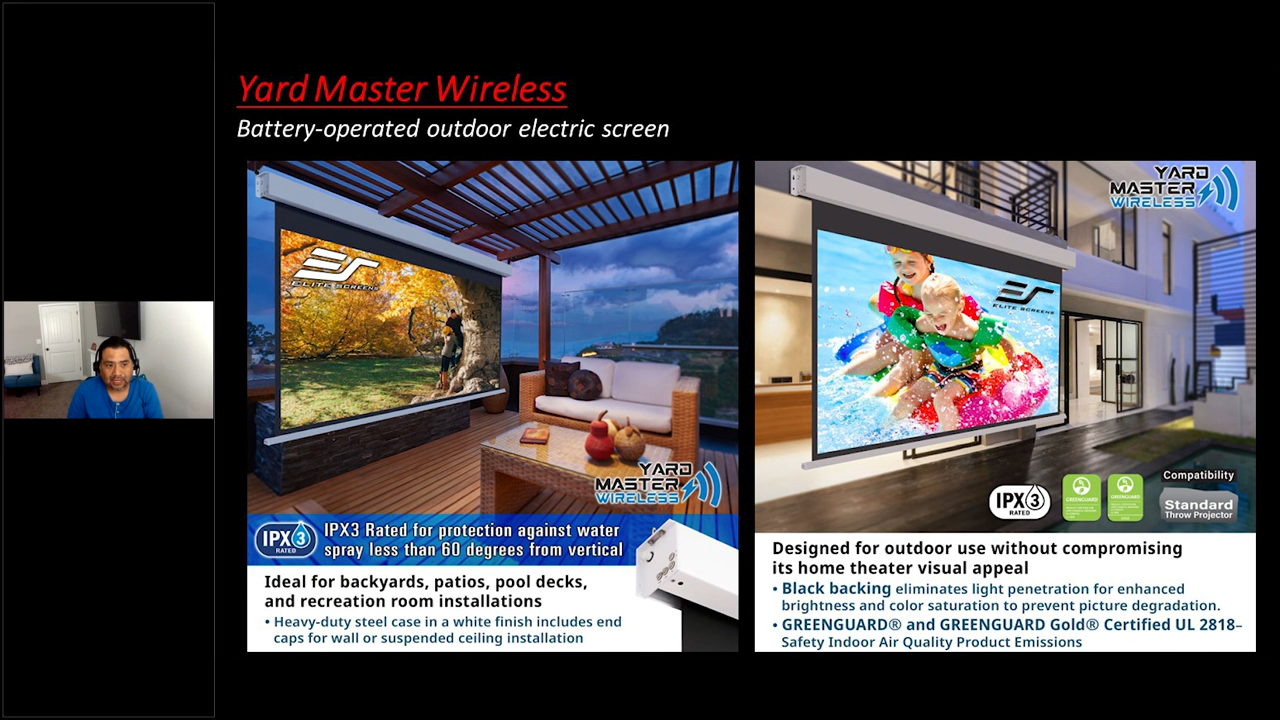 Yard Master Wireless
Battery-operated outdoor electric screen
ELITE SCREENS
YARD
MASTER
WIRELESS
IPX3
RATED
IPX3 Rated for protection against water
spray less than 60 degrees from vertical
Ideal for backyards, patios, pool decks,
and recreation room installations
• Heavy-duty steel case in a white finish includes end
caps for wall or suspended ceiling installation
YARD
MASTER
WIRELESS
ELITE SCREENS
IPX3
RATED
GREENGUARD
GREENGUARD
Compatibility
Standard
Throw Projector
Designed for outdoor use without compromising
its home theater visual appeal
• Black backing eliminates light penetration for enhanced
brightness and color saturation to prevent picture degradation.
• GREENGUARD® and GREENGUARD Gold® Certified UL 2818–
Safety Indoor Air Quality Product Emissions